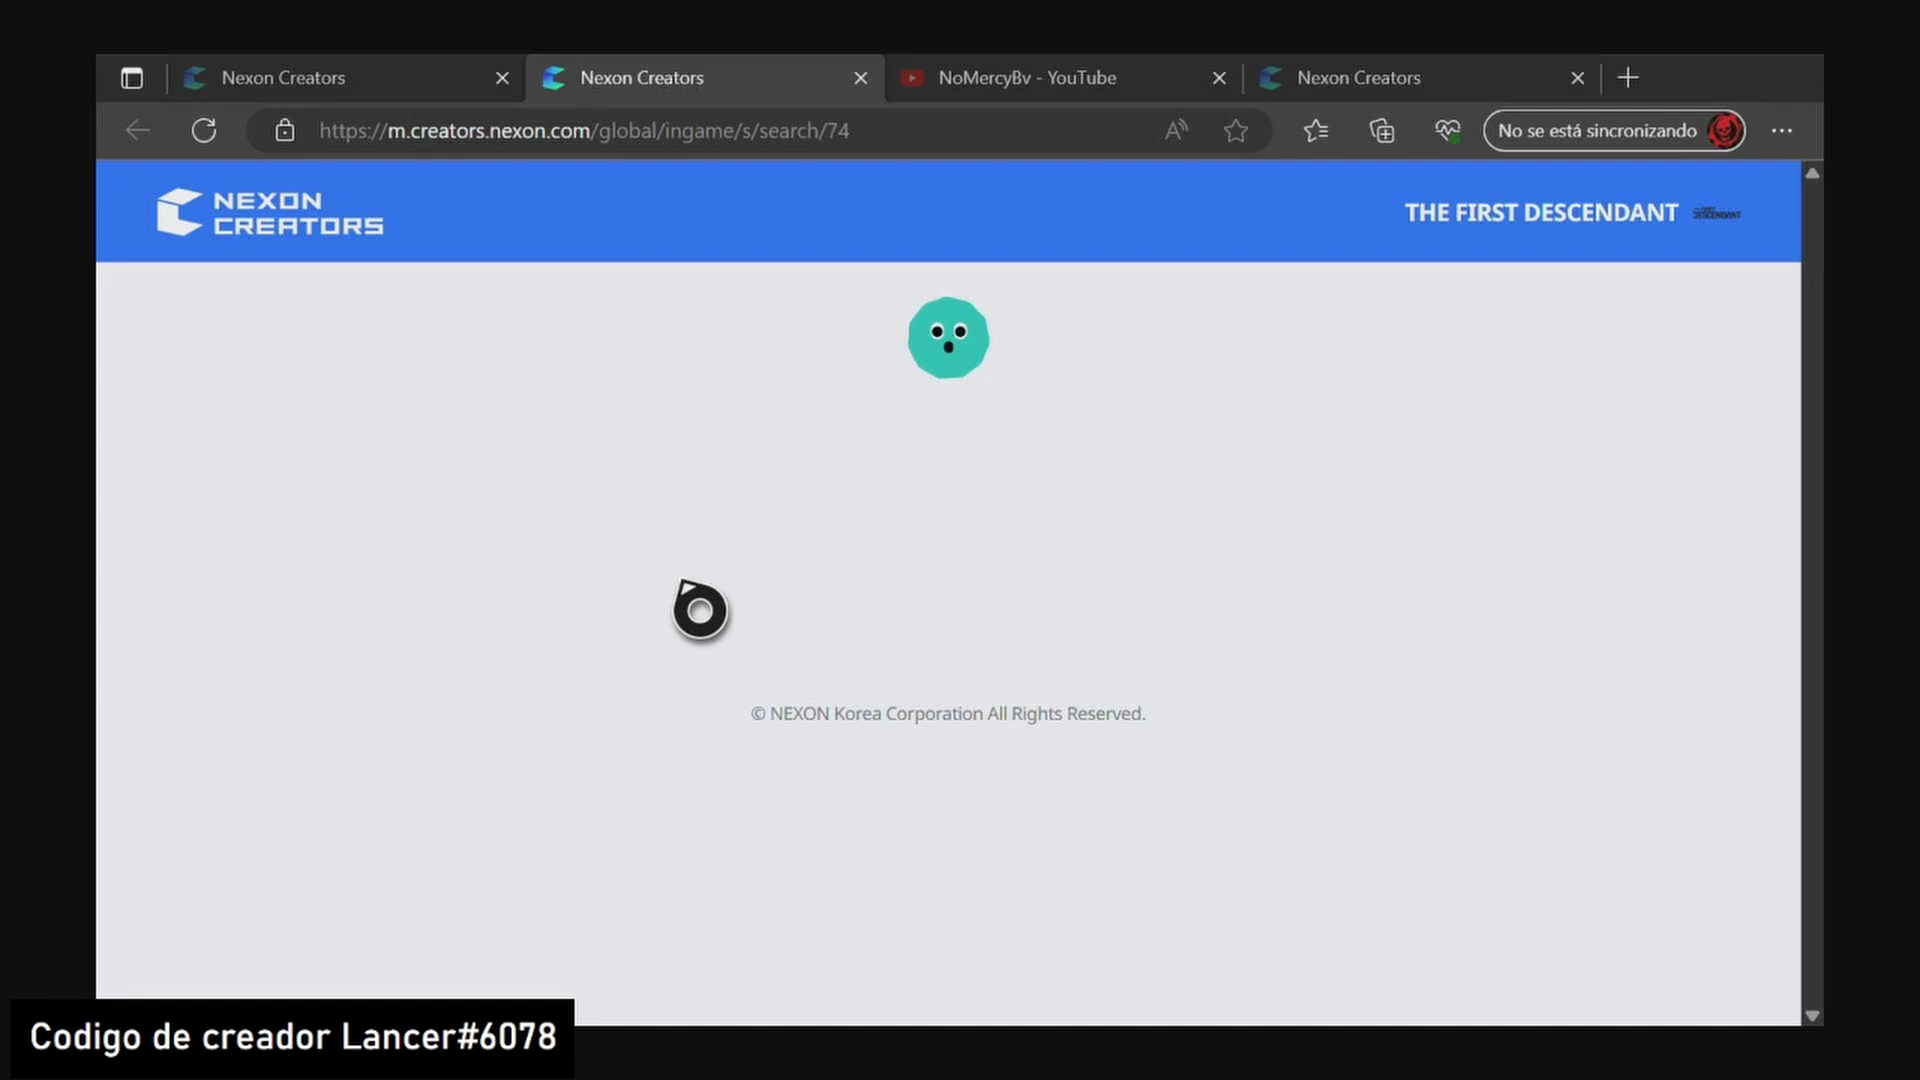 Nexon Creators
Nexon Creators
NoMercyBv - YouTube
Nexon Creators
https://m.creators.nexon.com/global/ingame/s/search/74
No se está sincronizando
NEXON
CREATORS
THE FIRST DESCENDANT
DESCENDANT
© NEXON Korea Corporation All Rights Reserved.
Codigo de creador Lancer#6078